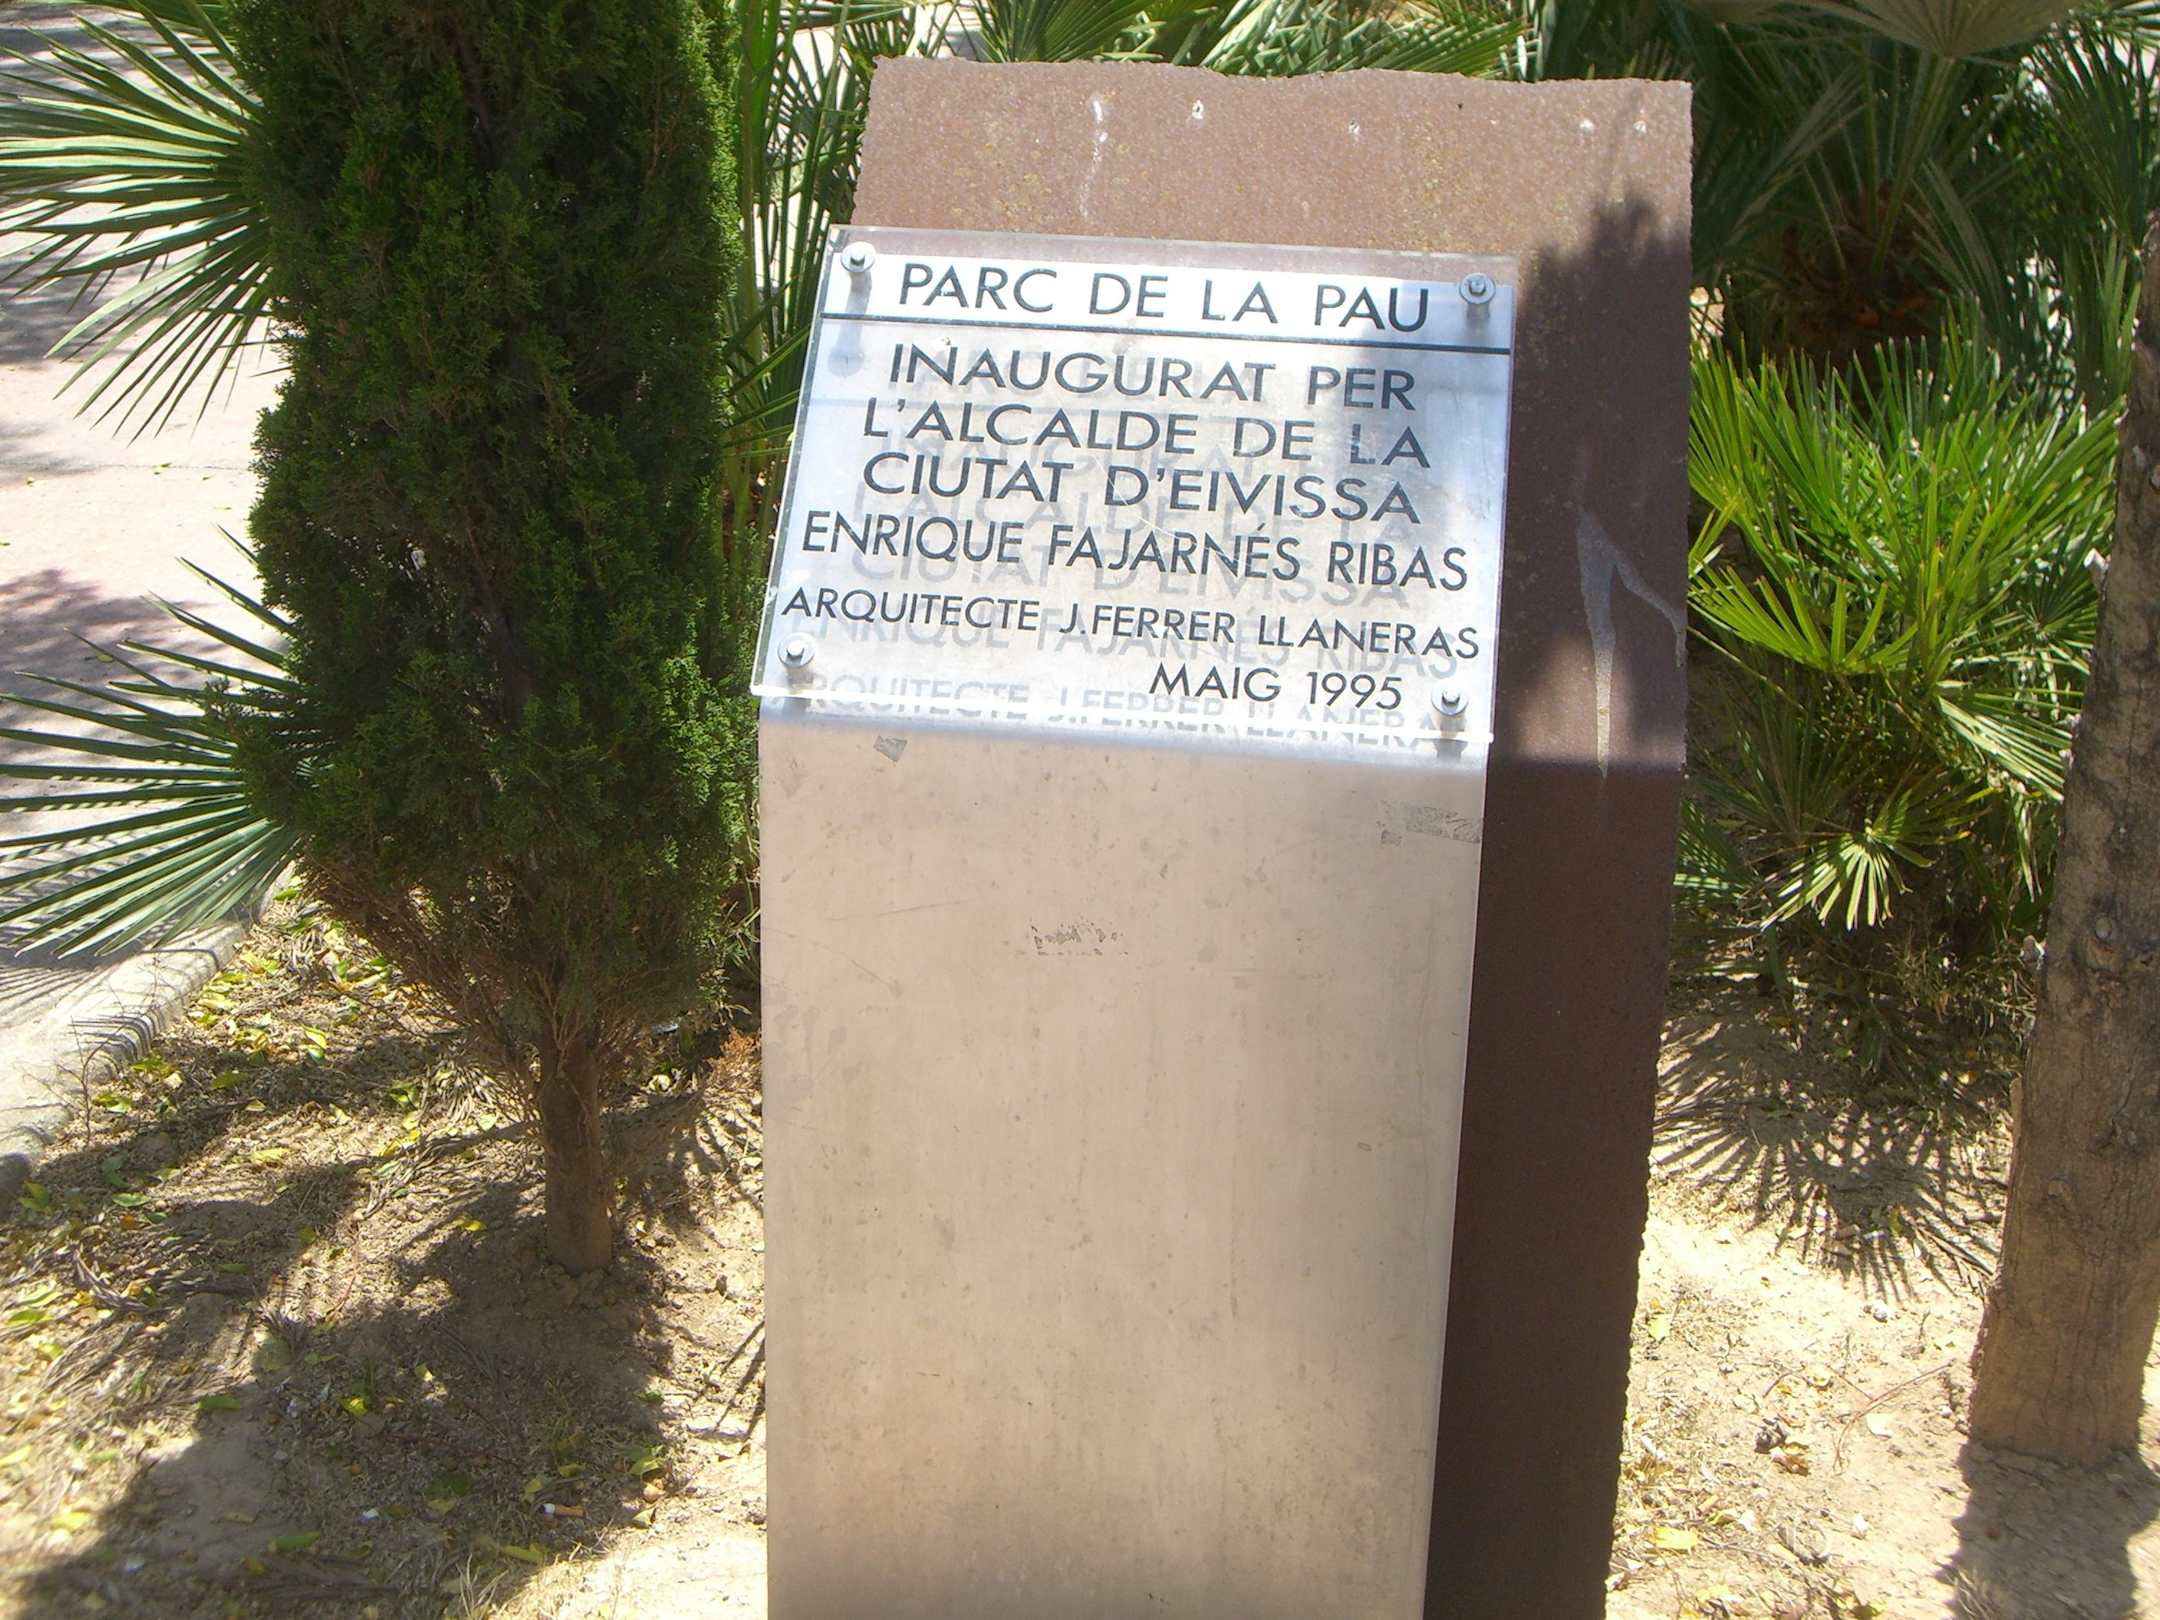 PARC DE LA PAU
INAUGURAT PER
L'ALCALDE DE LA
CIUTAT D'EIVISSA
ENRIQUE FAJARNÉS RIBAS
ARQUITECTE J.FERRER LLANERAS
MAIG 1995